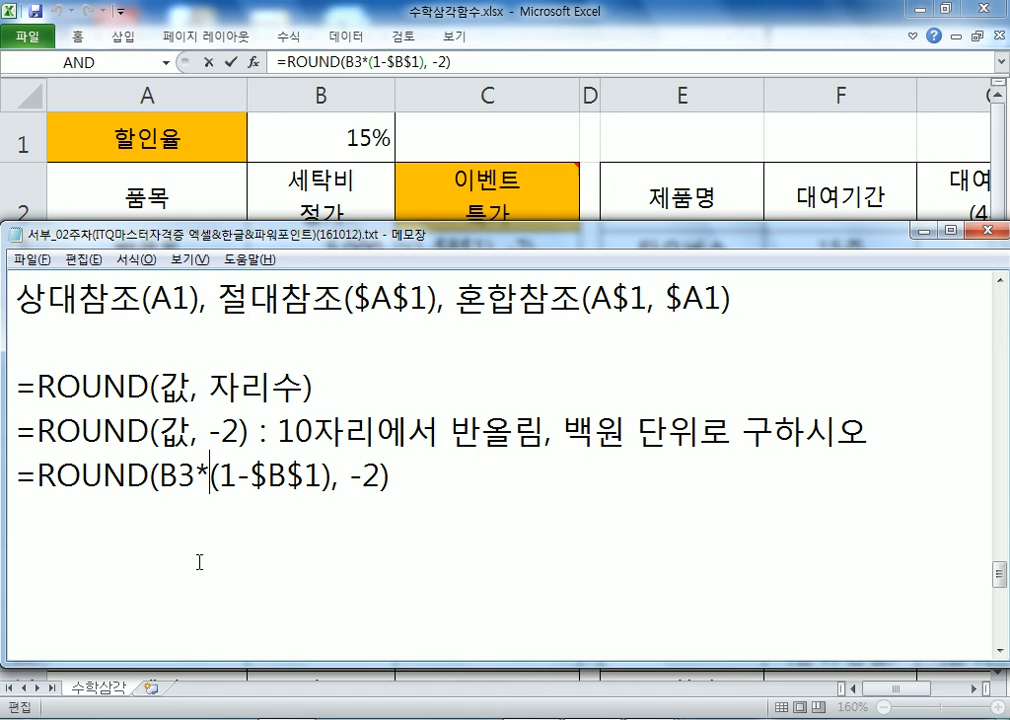 수학삼각함수.xlsx - Microsoft Excel
파일 홈 삽입 페이지 레이아웃 수식 데이터 검토 보기
AND =ROUND(B3*(1-$B$1), -2)
A B C D E F
1 할인율 15%
2 품목 세탁비 정가 이벤트 특가 제품명 대여기간
서부_02주차(ITQ마스터자격증 엑셀&한글&파워포인트)(161012).txt - 메모장
파일(F) 편집(E) 서식(O) 보기(V) 도움말(H)
상대참조(A1), 절대참조($A$1), 혼합참조(A$1, $A1)
=ROUND(값, 자리수)
=ROUND(값, -2) : 10자리에서 반올림, 백원 단위로 구하시오
=ROUND(B3*(1-$B$1), -2)
수학삼각
편집 160%